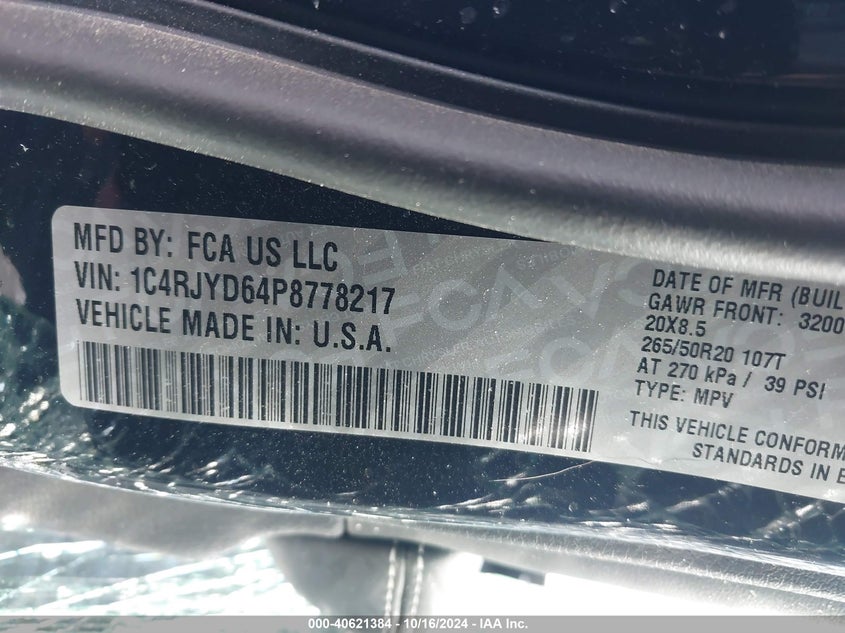 MFD BY: FCA US LLC
VIN: 1C4RJYD64P8778217
VEHICLE MADE IN: U.S.A.
DATE OF MFR (BUIL
GAWR FRONT: 3200
20X8.5
265/50R20 107T
AT 270 kPa / 39 PSI
TYPE: MPV
THIS VEHICLE CONFORM
STANDARDS IN E
000-40621384 - 10/16/2024 - IAA Inc.